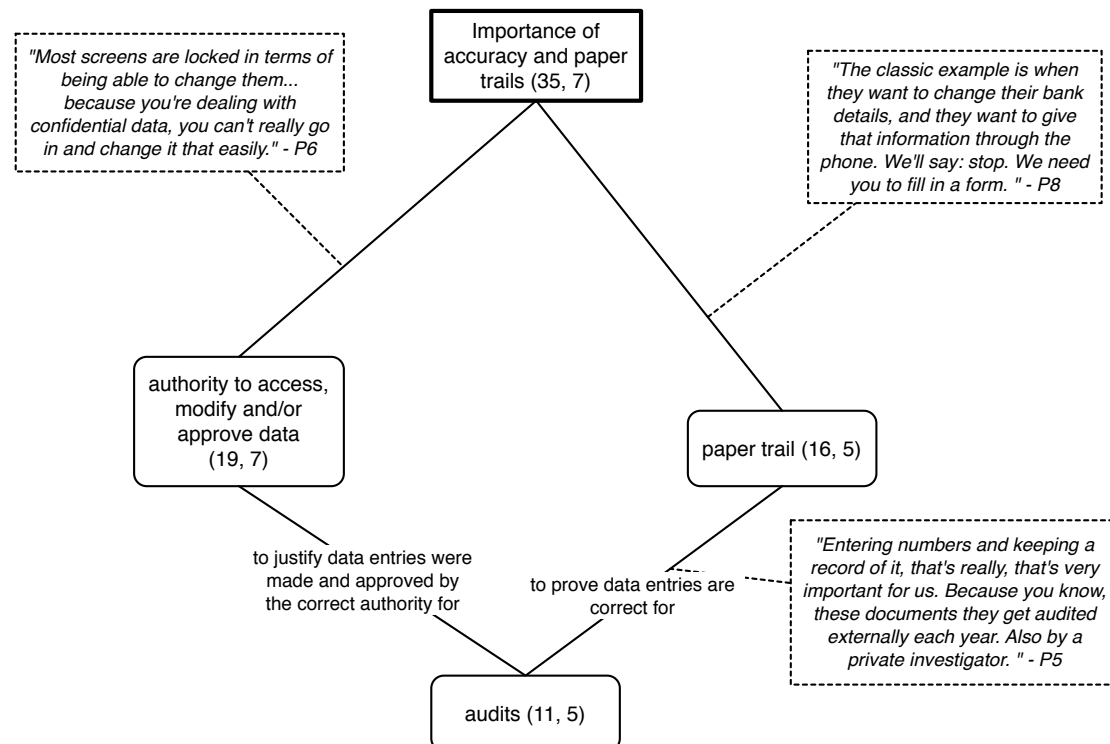 Importance of
accuracy and paper
trails (35, 7)
"Most screens are locked in terms of
being able to change them...
because you're dealing with
confidential data, you can't really go
in and change it that easily." - P6
"The classic example is when
they want to change their bank
details, and they want to give
that information through the
phone. We'll say: stop. We need
you to fill in a form. " - P8
authority to access,
modify and/or
approve data
(19, 7)
paper trail (16, 5)
to justify data entries were
made and approved by
the correct authority for
to prove data entries are
correct for
"Entering numbers and keeping a
record of it, that's really, that's very
important for us. Because you know,
these documents they get audited
externally each year. Also by a
private investigator. " - P5
audits (11, 5)